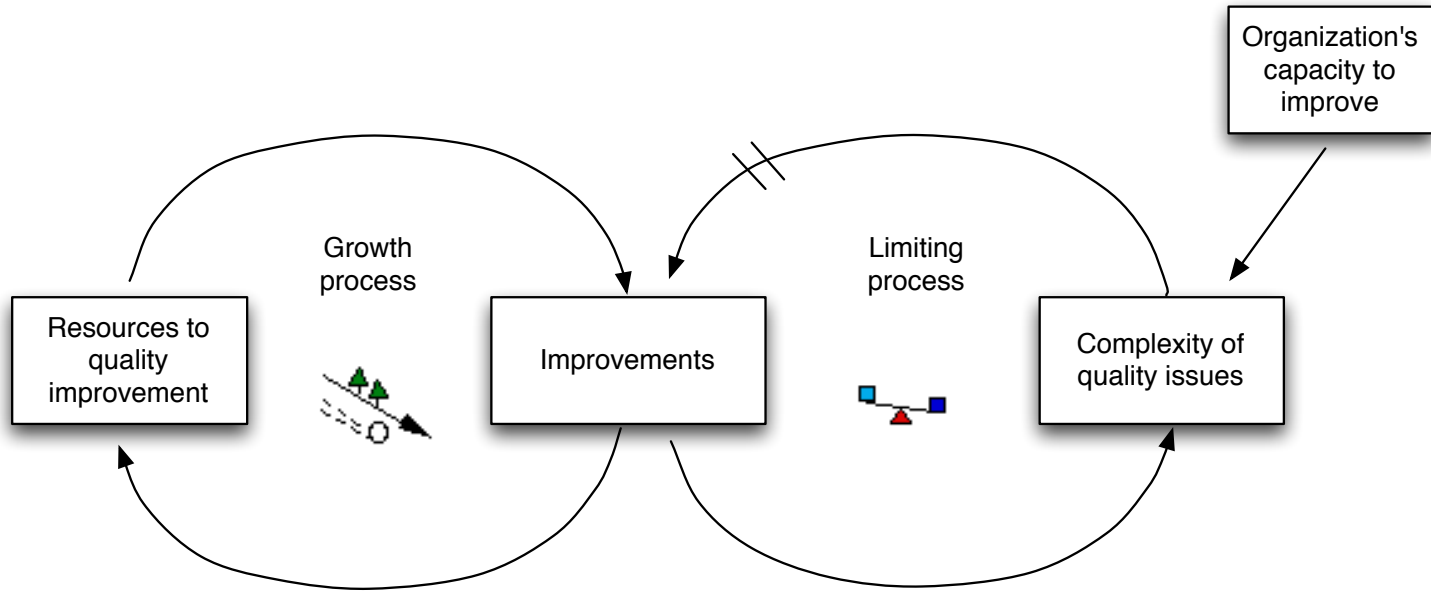 Organization's
capacity to
improve
Growth
process
Limiting
process
Resources to
quality
improvement
Improvements
Complexity of
quality issues